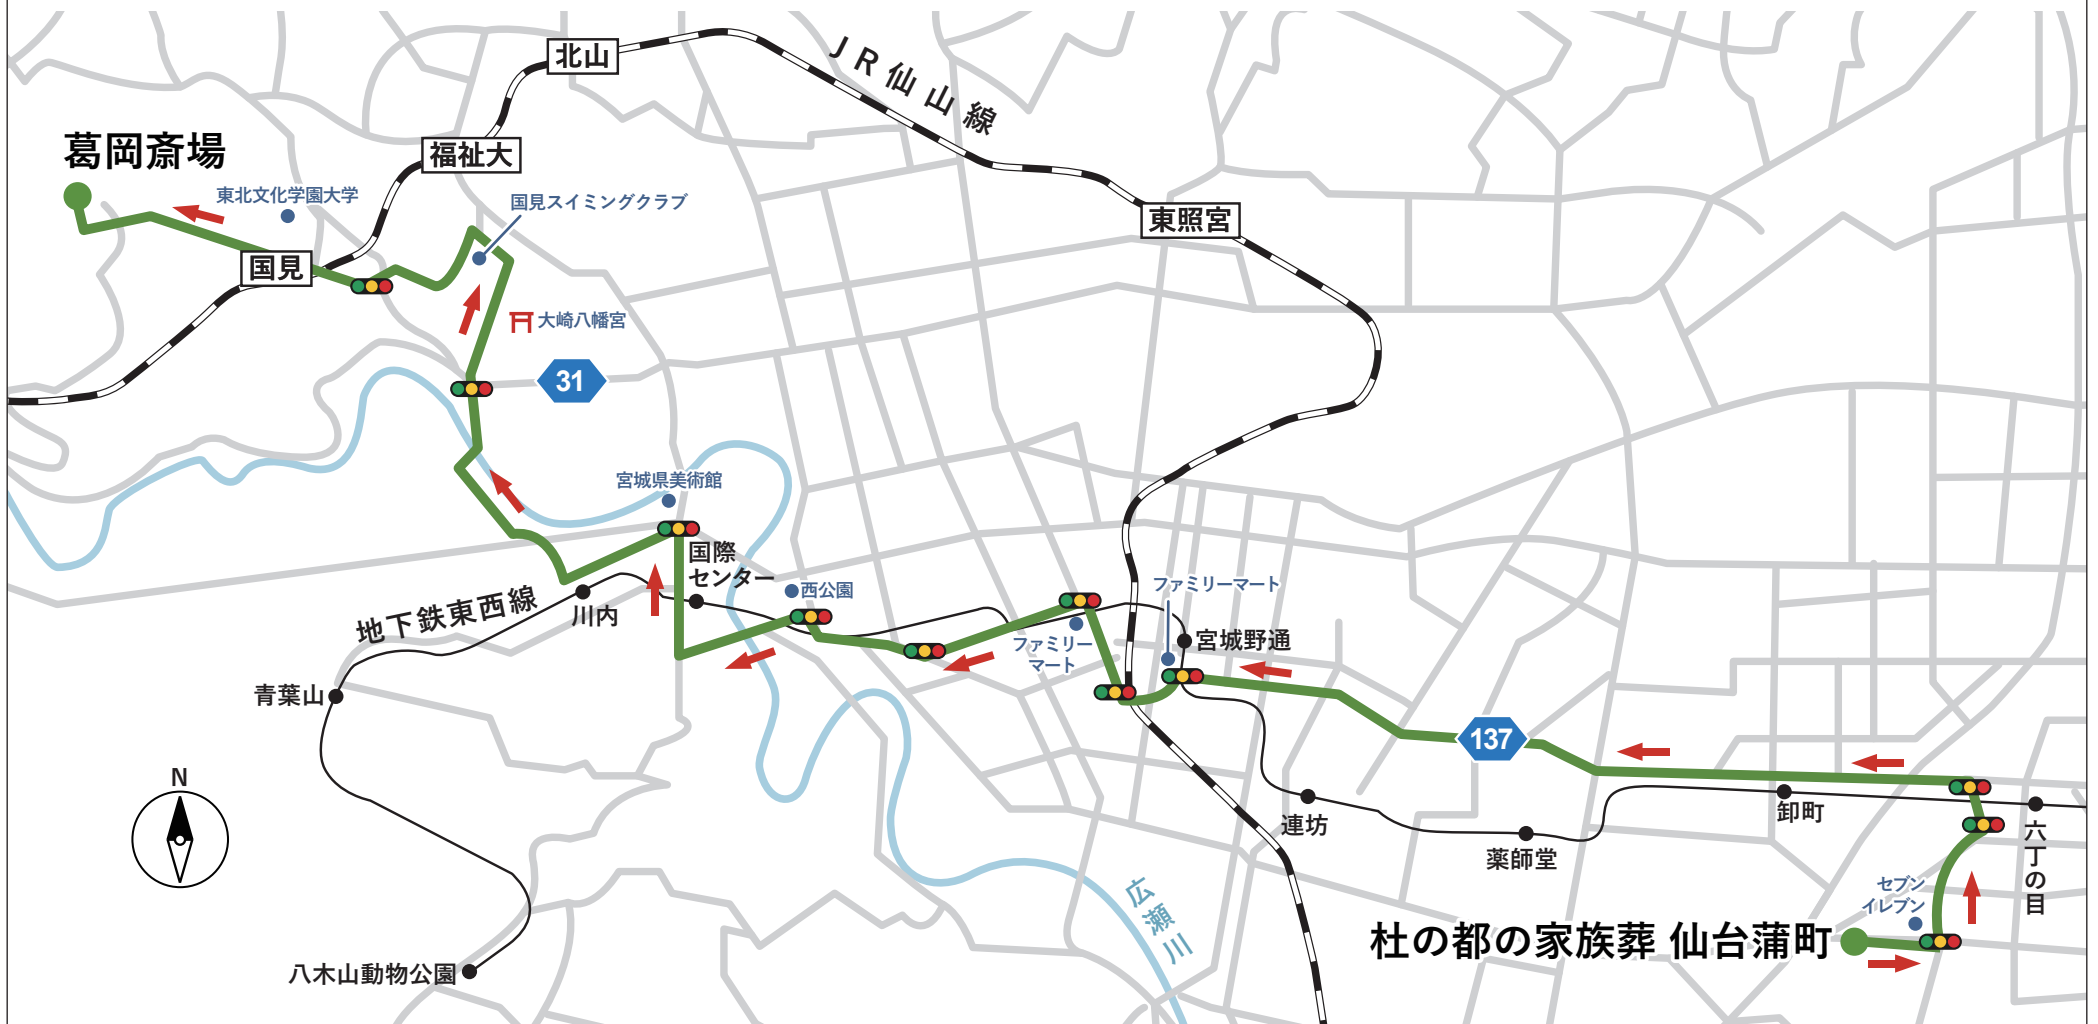 北山
JR仙山線
葛岡斎場
福祉大
東北文化学園大学
国見スイミングクラブ
東照宮
国見
大崎八幡宮
31
宮城県美術館
国際
センター
西公園
ファミリーマート
地下鉄東西線
川内
ファミリー
マート
宮城野通
青葉山
137
N
連坊
卸町
薬師堂
六丁の目
セブン
イレブン
広瀬川
杜の都の家族葬 仙台蒲町
八木山動物公園